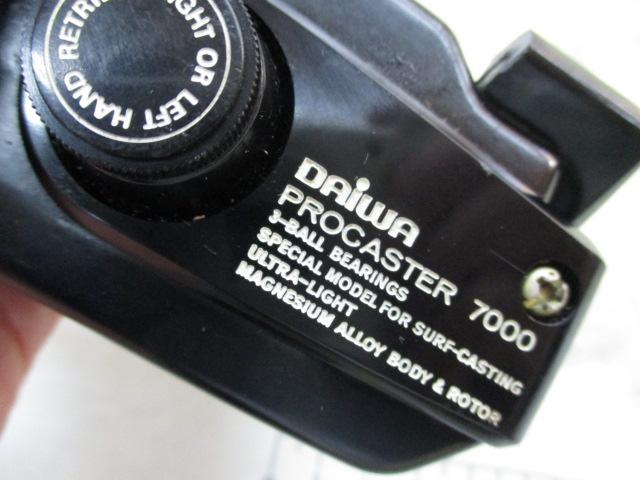 RIGHT OR LEFT HAND RETRIE
DAIWA
PROCASTER 7000
3-BALL BEARINGS
SPECIAL MODEL FOR SURF-CASTING
ULTRA-LIGHT
MAGNESIUM ALLOY BODY & ROTOR